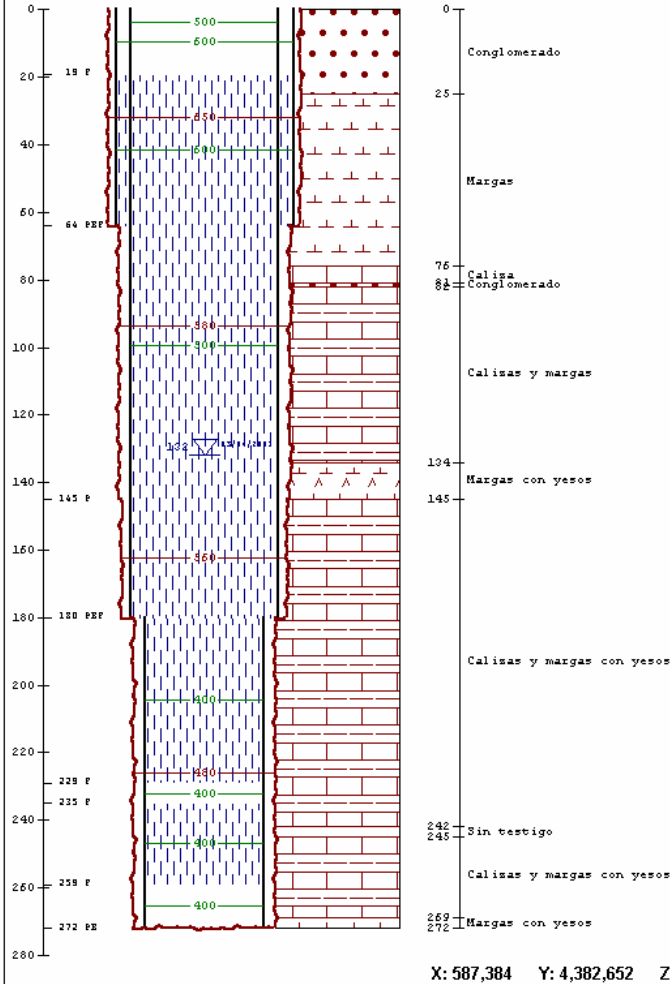 0
20
40
60
80
100
120
140
160
180
200
220
240
260
280
19 F
64 PEF
145 P
180 PEF
229 F
235 F
259 F
272 PE
500
600
650
600
580
500
132
560
400
480
400
400
400
0
Conglomerado
25
Margas
76
Caliza
81
82
Conglomerado
Calizas y margas
134
Margas con yesos
145
Calizas y margas con yesos
242
Sin testigo
245
Calizas y margas con yesos
269
272
Margas con yesos
X: 587,384 Y: 4,382,652 Z